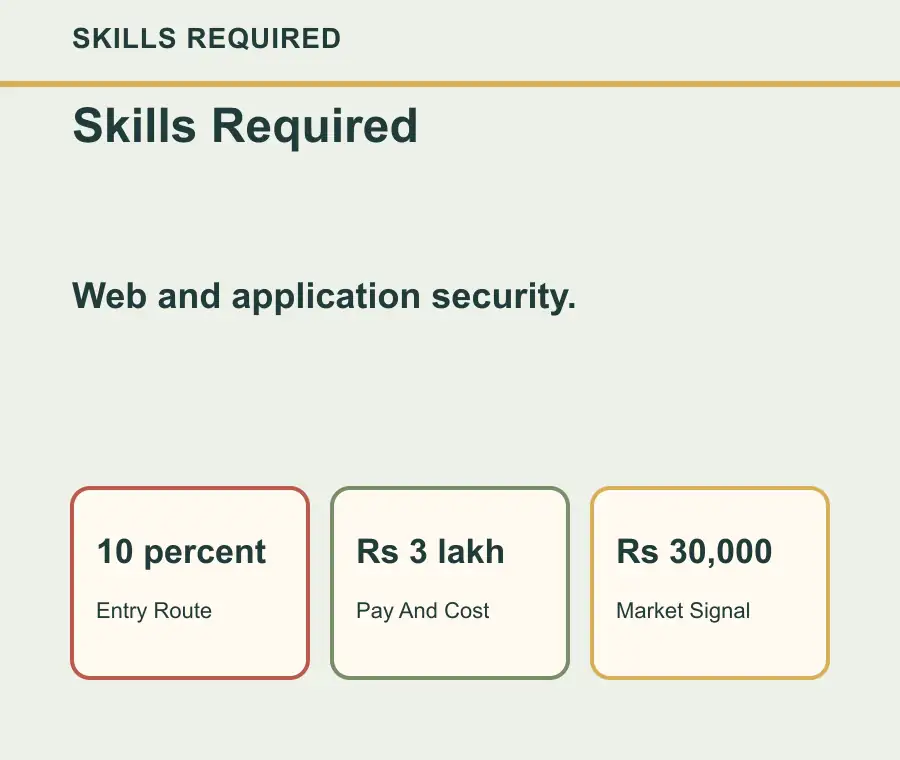 SKILLS REQUIRED
Skills Required
Web and application security.
10 percent
Entry Route
Rs 3 lakh
Pay And Cost
Rs 30,000
Market Signal